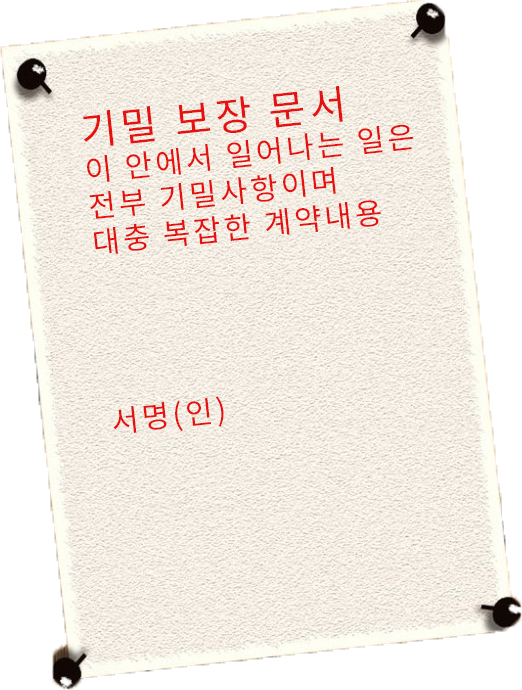 기밀 보장 문서
이 안에서 일어나는 일은
전부 기밀사항이며
대충 복잡한 계약내용
서명(인)